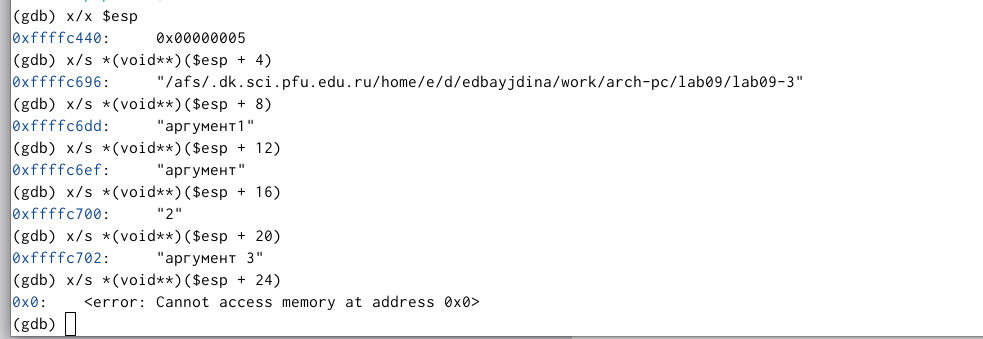 (gdb) x/x $esp
0xffffc440:     0x00000005
(gdb) x/s *(void**)($esp + 4)
0xffffc696:     "/afs/.dk.sci.pfu.edu.ru/home/e/d/edbayjdina/work/arch-pc/lab09/lab09-3"
(gdb) x/s *(void**)($esp + 8)
0xffffc6dd:     "аргумент1"
(gdb) x/s *(void**)($esp + 12)
0xffffc6ef:     "аргумент"
(gdb) x/s *(void**)($esp + 16)
0xffffc700:     "2"
(gdb) x/s *(void**)($esp + 20)
0xffffc702:     "аргумент 3"
(gdb) x/s *(void**)($esp + 24)
0x0:    <error: Cannot access memory at address 0x0>
(gdb)